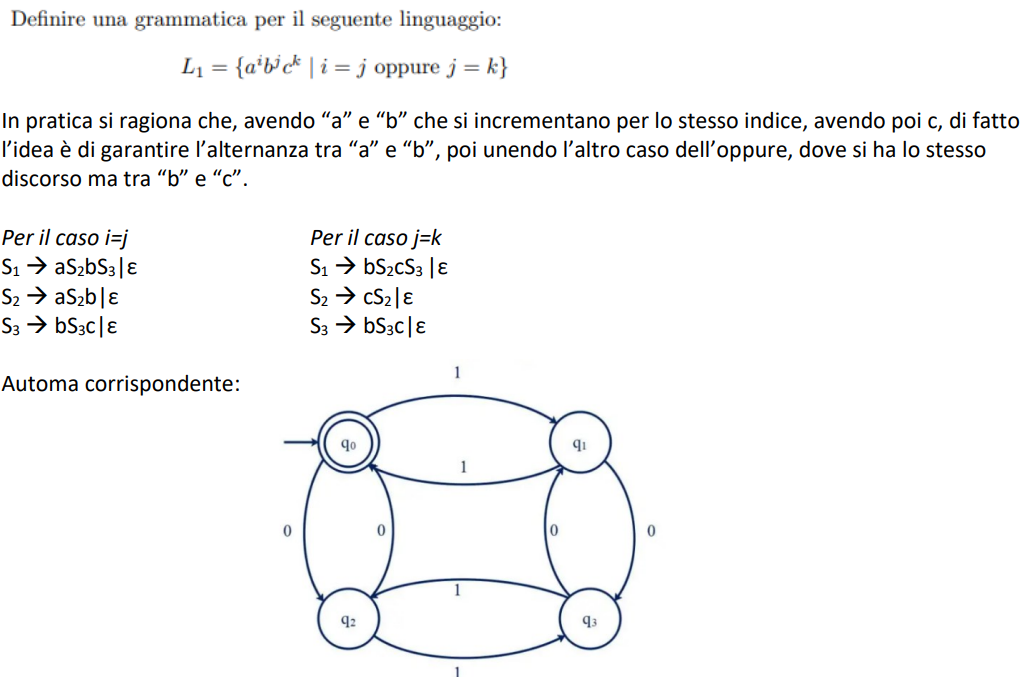 Definire una grammatica per il seguente linguaggio:
L₁ = {aⁱbʲcᵏ | i = j oppure j = k}
In pratica si ragiona che, avendo “a” e “b” che si incrementano per lo stesso indice, avendo poi c, di fatto
l’idea è di garantire l’alternanza tra “a” e “b”, poi unendo l’altro caso dell’oppure, dove si ha lo stesso
discorso ma tra “b” e “c”.
Per il caso i=j Per il caso j=k
S₁ → aS₂bS₃|ε S₁ → bS₂cS₃ |ε
S₂ → aS₂b|ε S₂ → cS₂|ε
S₃ → bS₃c|ε S₃ → bS₃c|ε
Automa corrispondente:
1
q₀ q₁
1
0 0 0 0
1
q₂ q₃
1